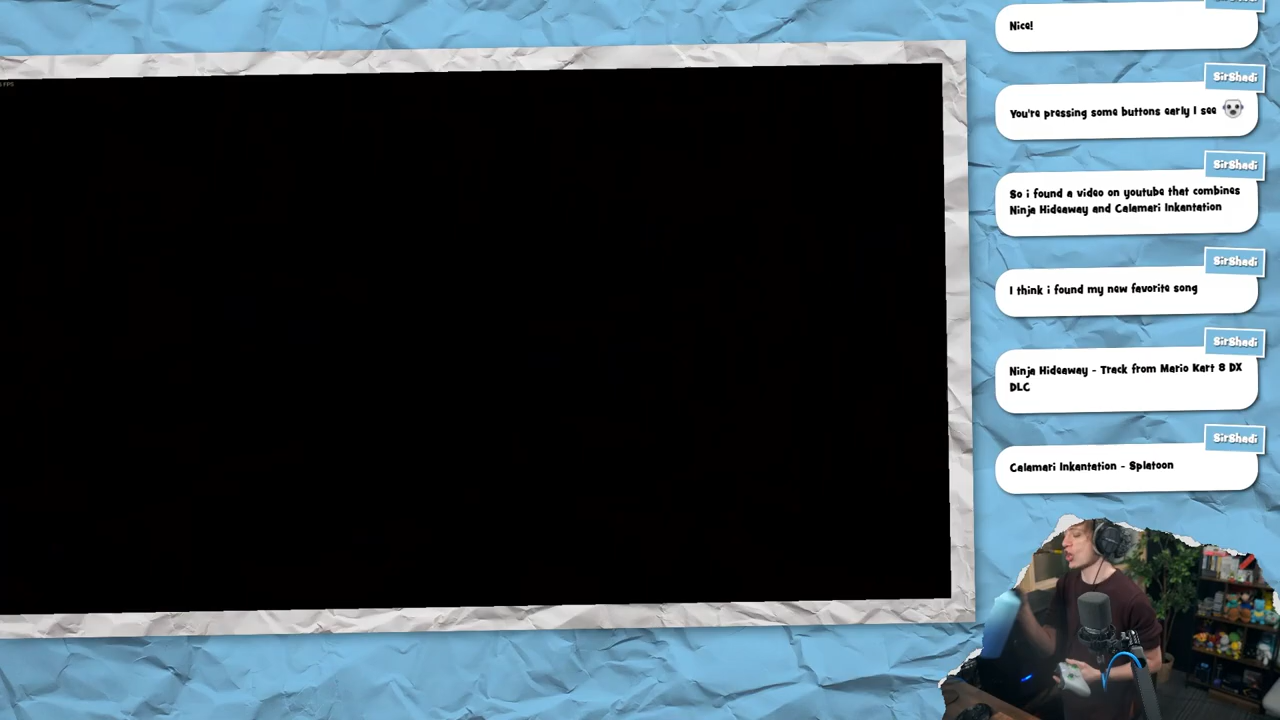 FPS
Nice!
SirShadi
You're pressing some buttons early I see
SirShadi
So i found a video on youtube that combines
Ninja Hideaway and Calamari Inkantation
SirShadi
I think i found my new favorite song
SirShadi
Ninja Hideaway - Track from Mario Kart 8 DX
DLC
SirShadi
Calamari Inkantation - Splatoon